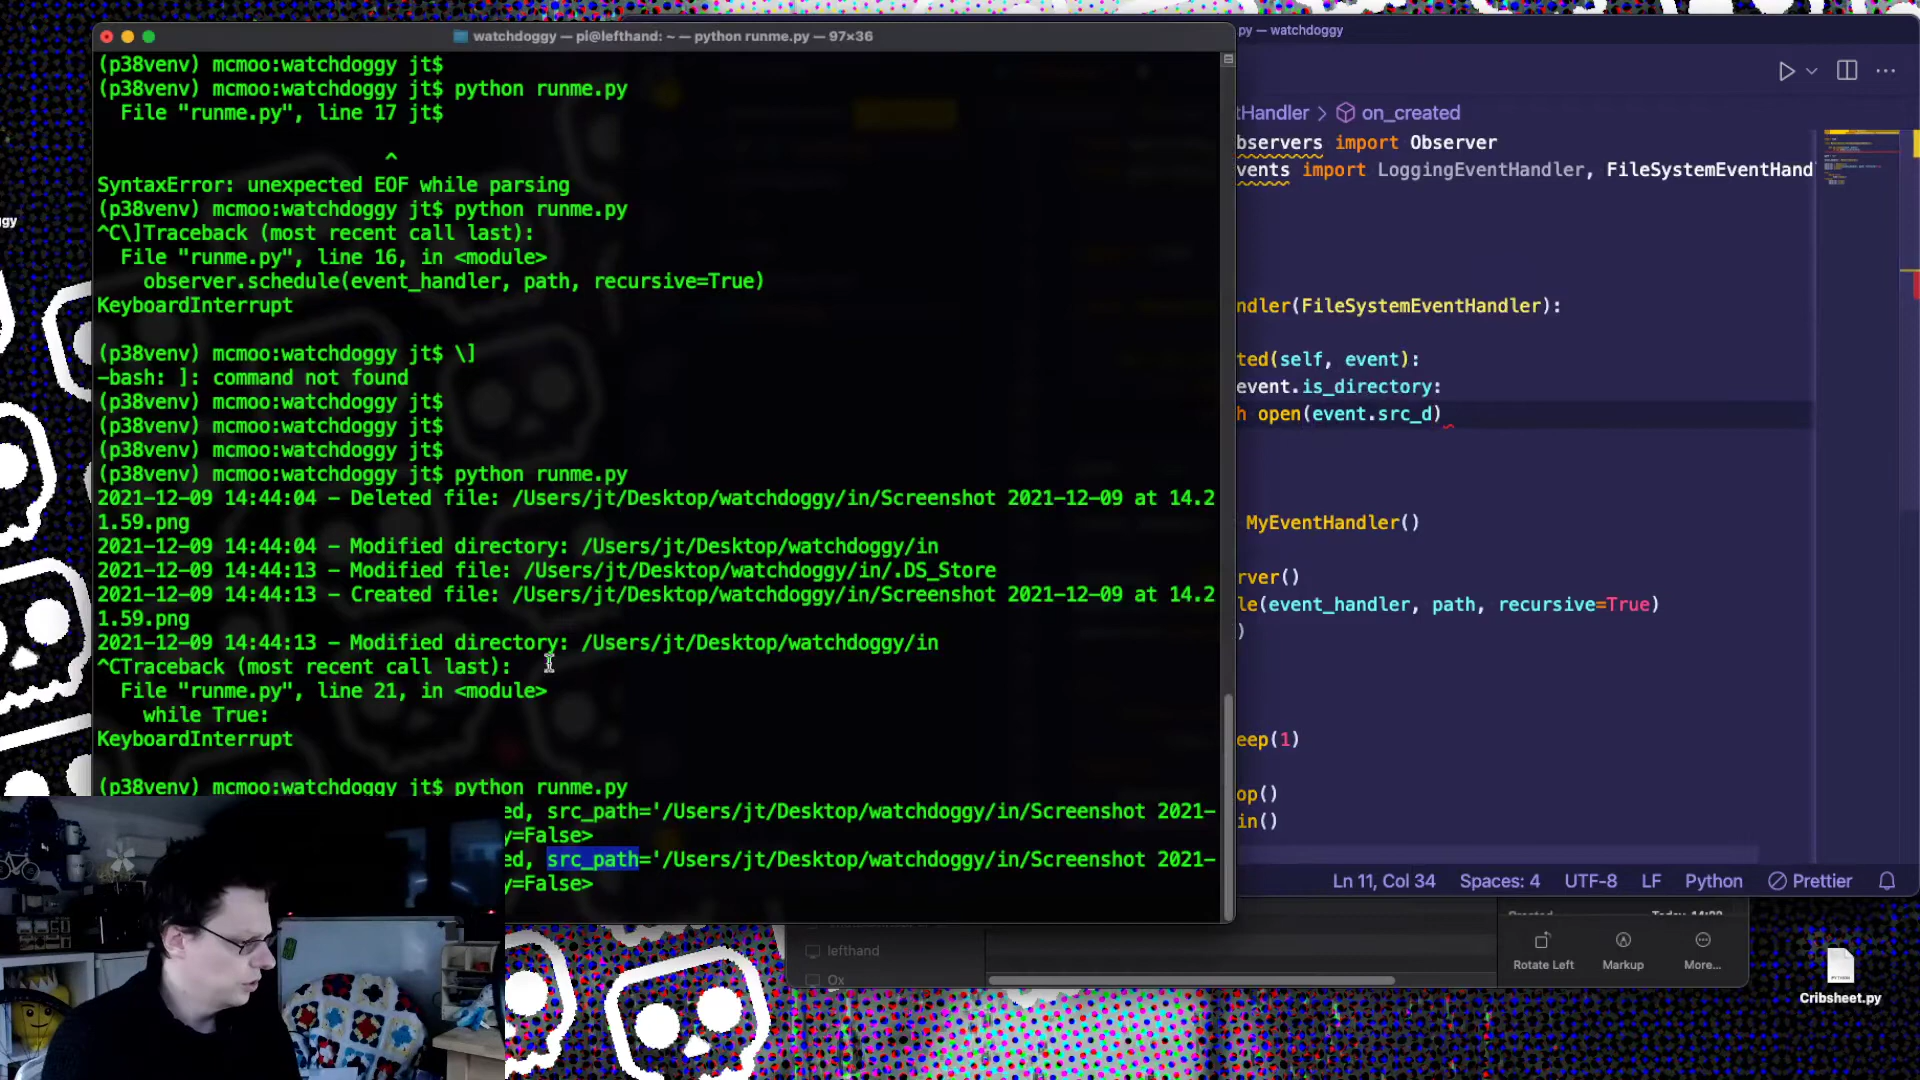 watchdoggy — pi@lefthand: ~ — python runme.py — 97×36
(p38venv) mcmoo:watchdoggy jt$
(p38venv) mcmoo:watchdoggy jt$ python runme.py
File "runme.py", line 17 jt$
^
SyntaxError: unexpected EOF while parsing
(p38venv) mcmoo:watchdoggy jt$ python runme.py
^C\]Traceback (most recent call last):
File "runme.py", line 16, in <module>
observer.schedule(event_handler, path, recursive=True)
KeyboardInterrupt
(p38venv) mcmoo:watchdoggy jt$ \]
-bash: ]: command not found
(p38venv) mcmoo:watchdoggy jt$
(p38venv) mcmoo:watchdoggy jt$
(p38venv) mcmoo:watchdoggy jt$
(p38venv) mcmoo:watchdoggy jt$ python runme.py
2021-12-09 14:44:04 - Deleted file: /Users/jt/Desktop/watchdoggy/in/Screenshot 2021-12-09 at 14.2
1.59.png
2021-12-09 14:44:04 - Modified directory: /Users/jt/Desktop/watchdoggy/in
2021-12-09 14:44:13 - Modified file: /Users/jt/Desktop/watchdoggy/in/.DS_Store
2021-12-09 14:44:13 - Created file: /Users/jt/Desktop/watchdoggy/in/Screenshot 2021-12-09 at 14.2
1.59.png
2021-12-09 14:44:13 - Modified directory: /Users/jt/Desktop/watchdoggy/in
^CTraceback (most recent call last):
File "runme.py", line 21, in <module>
while True:
KeyboardInterrupt
(p38venv) mcmoo:watchdoggy jt$ python runme.py
ed, src_path='/Users/jt/Desktop/watchdoggy/in/Screenshot 2021-
y=False>
ed, src_path='/Users/jt/Desktop/watchdoggy/in/Screenshot 2021-
y=False>
py — watchdoggy
tHandler > on_created
bservers import Observer
vents import LoggingEventHandler, FileSystemEventHand
ndler(FileSystemEventHandler):
ted(self, event):
event.is_directory:
h open(event.src_d)
MyEventHandler()
rver()
le(event_handler, path, recursive=True)
)
eep(1)
op()
in()
Ln 11, Col 34 Spaces: 4 UTF-8 LF Python Prettier
lefthand
Ox
Rotate Left Markup More...
Cribsheet.py
gy